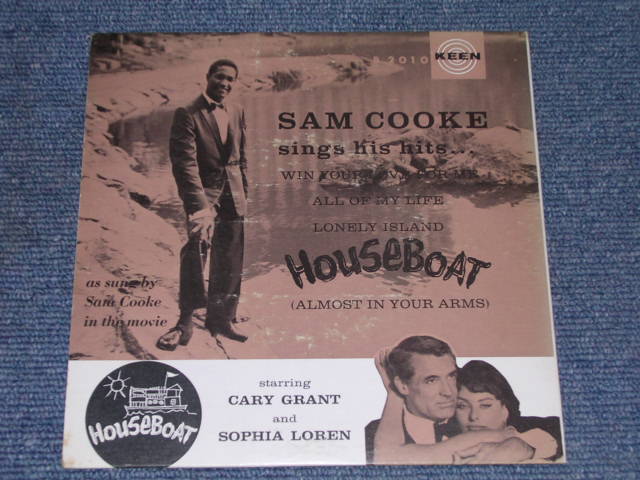 B 2010
KEEN
SAM COOKE
sings his hits...
WIN YOUR LOVE FOR ME
ALL OF MY LIFE
LONELY ISLAND
HOUSEBOAT
(ALMOST IN YOUR ARMS)
as sung by
Sam Cooke
in the movie
HOUSEBOAT
starring
CARY GRANT
and
SOPHIA LOREN